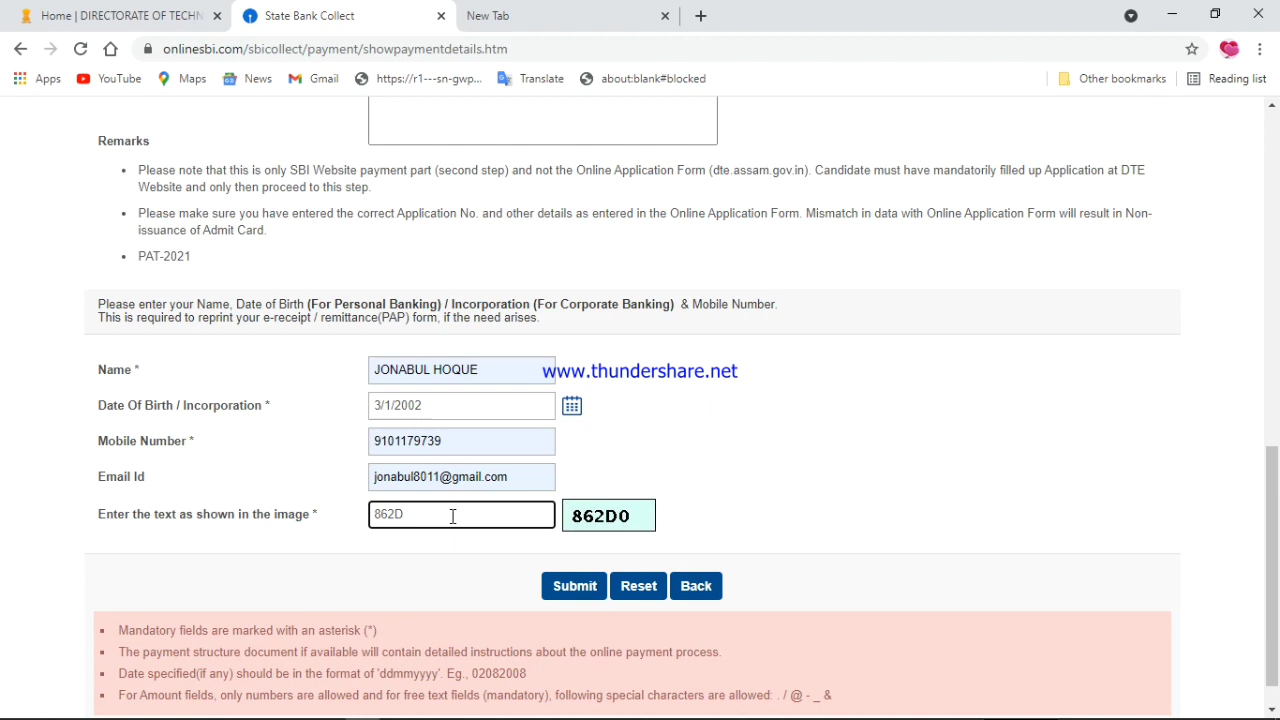 Home | DIRECTORATE OF TECHN
State Bank Collect
New Tab
onlinesbi.com/sbicollect/payment/showpaymentdetails.htm
Apps YouTube Maps News Gmail https://r1---sn-gwp... Translate about:blank#blocked Other bookmarks Reading list
Remarks
Please note that this is only SBI Website payment part (second step) and not the Online Application Form (dte.assam.gov.in). Candidate must have mandatorily filled up Application at DTE
Website and only then proceed to this step.
Please make sure you have entered the correct Application No. and other details as entered in the Online Application Form. Mismatch in data with Online Application Form will result in Non-
issuance of Admit Card.
PAT-2021
Please enter your Name, Date of Birth (For Personal Banking) / Incorporation (For Corporate Banking) & Mobile Number.
This is required to reprint your e-receipt / remittance(PAP) form, if the need arises.
Name * JONABUL HOQUE www.thundershare.net
Date Of Birth / Incorporation * 3/1/2002
Mobile Number * 9101179739
Email Id jonabul8011@gmail.com
Enter the text as shown in the image * 862D 862D0
Submit Reset Back
Mandatory fields are marked with an asterisk (*)
The payment structure document if available will contain detailed instructions about the online payment process.
Date specified(if any) should be in the format of 'ddmmyyyy'. Eg., 02082008
For Amount fields, only numbers are allowed and for free text fields (mandatory), following special characters are allowed: . / @ - _ &